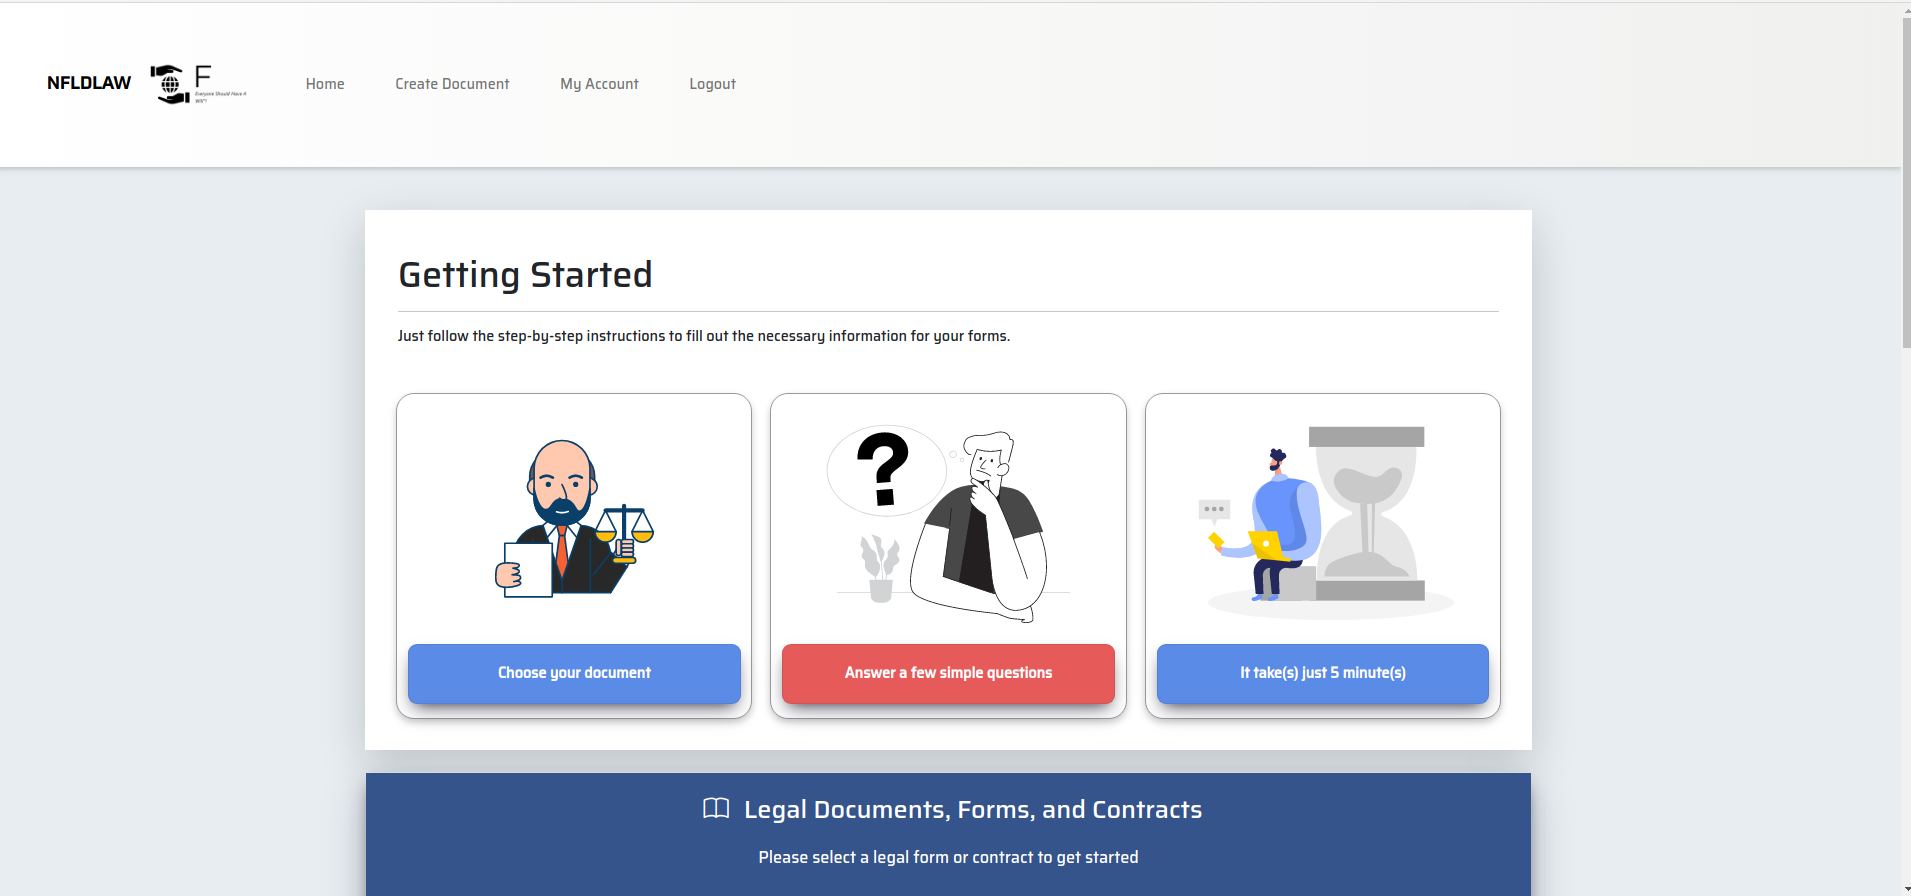 NFLDLAW
F
Everyone Should Have A
Will"!
Home
Create Document
My Account
Logout
Getting Started
Just follow the step-by-step instructions to fill out the necessary information for your forms.
?
Choose your document
Answer a few simple questions
It take(s) just 5 minute(s)
Legal Documents, Forms, and Contracts
Please select a legal form or contract to get started